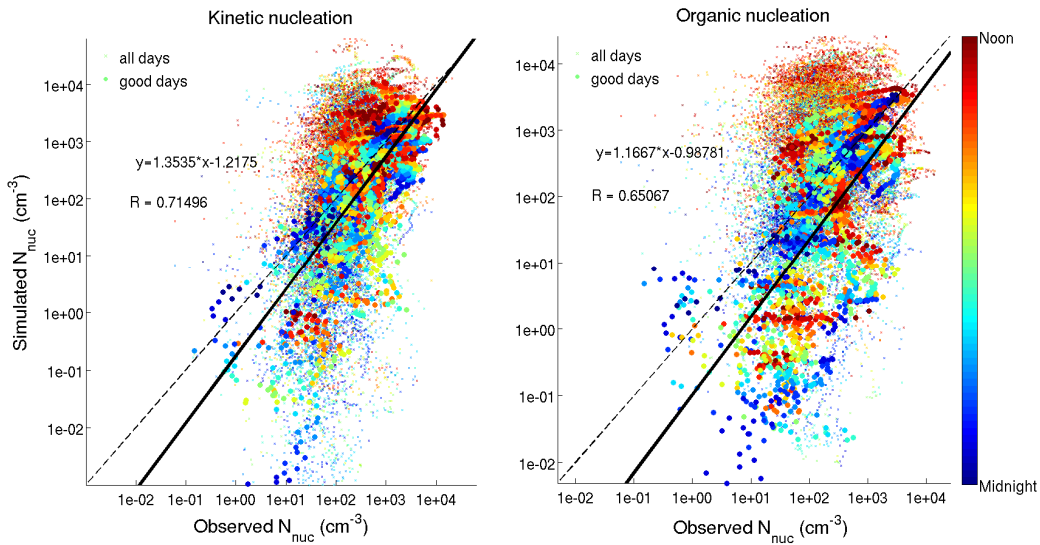 Kinetic nucleation
all days
good days
y=1.3535*x-1.2175
R = 0.71496
1e+04
1e+03
1e+02
1e+01
1e+00
1e-01
1e-02
Simulated N_nuc (cm^-3)
1e-02 1e-01 1e+00 1e+01 1e+02 1e+03 1e+04
Observed N_nuc (cm^-3)
Organic nucleation
all days
good days
y=1.1667*x-0.98781
R = 0.65067
1e+04
1e+03
1e+02
1e+01
1e+00
1e-01
1e-02
1e-02 1e-01 1e+00 1e+01 1e+02 1e+03 1e+04
Observed N_nuc (cm^-3)
Noon
Midnight